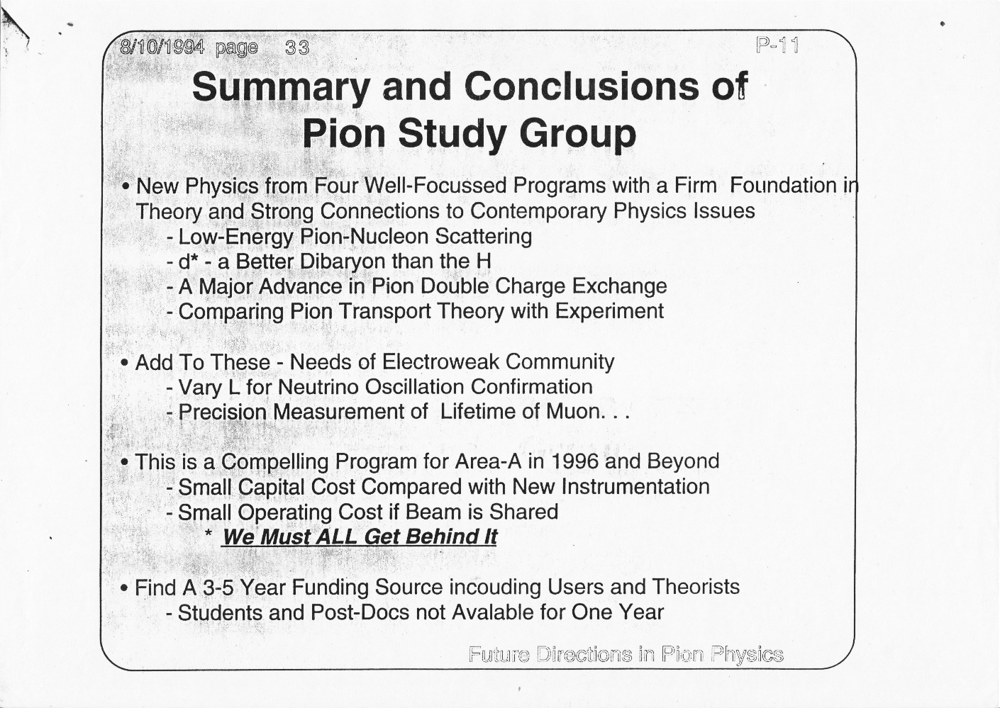 8/10/1994 page 33
P-11
Summary and Conclusions of
Pion Study Group
• New Physics from Four Well-Focussed Programs with a Firm Foundation in
Theory and Strong Connections to Contemporary Physics Issues
- Low-Energy Pion-Nucleon Scattering
- d* - a Better Dibaryon than the H
- A Major Advance in Pion Double Charge Exchange
- Comparing Pion Transport Theory with Experiment
• Add To These - Needs of Electroweak Community
- Vary L for Neutrino Oscillation Confirmation
- Precision Measurement of Lifetime of Muon. . .
• This is a Compelling Program for Area-A in 1996 and Beyond
- Small Capital Cost Compared with New Instrumentation
- Small Operating Cost if Beam is Shared
* We Must ALL Get Behind It
• Find A 3-5 Year Funding Source incouding Users and Theorists
- Students and Post-Docs not Avalable for One Year
Future Directions in Pion Physics